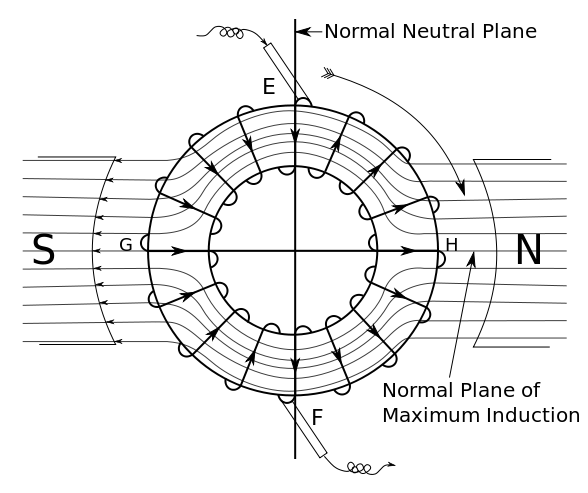 Normal Neutral Plane
E
S
G
H
N
Normal Plane of
Maximum Induction
F